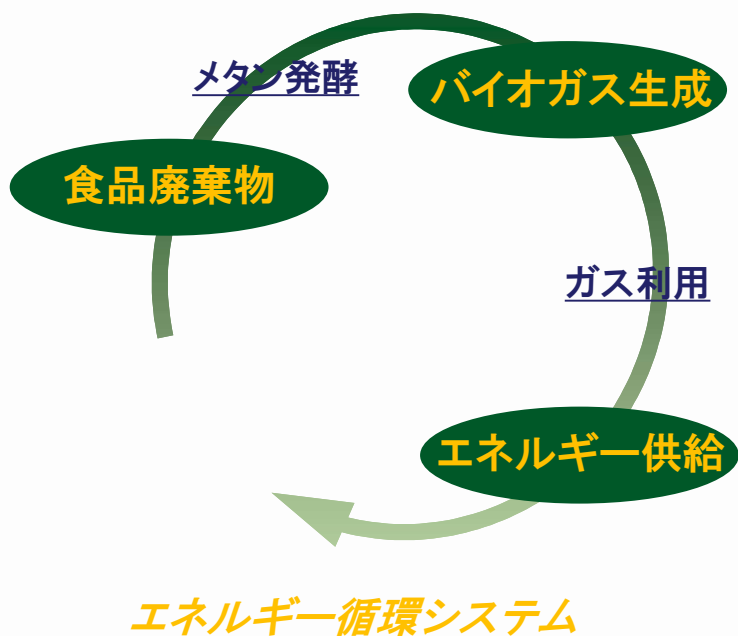 メタン発酵
バイオガス生成
食品廃棄物
ガス利用
エネルギー供給
エネルギー循環システム